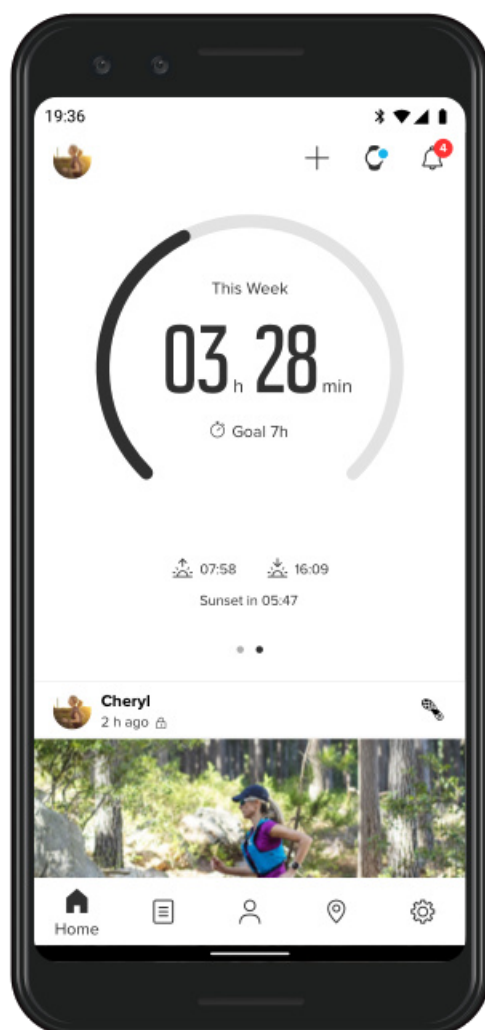 19:36
4
This Week
03 h 28 min
Goal 7h
07:58 16:09
Sunset in 05:47
Cheryl
2 h ago
Home